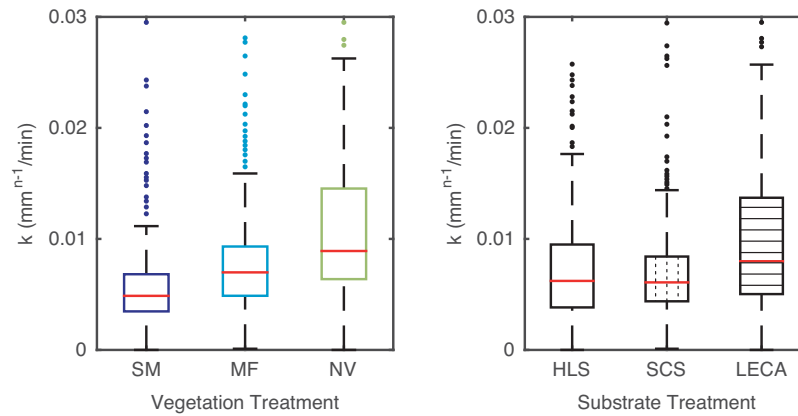 0.03
0.02
0.01
0
k (mm n-1/min)
SM MF NV
Vegetation Treatment
0.03
0.02
0.01
0
k (mm n-1/min)
HLS SCS LECA
Substrate Treatment